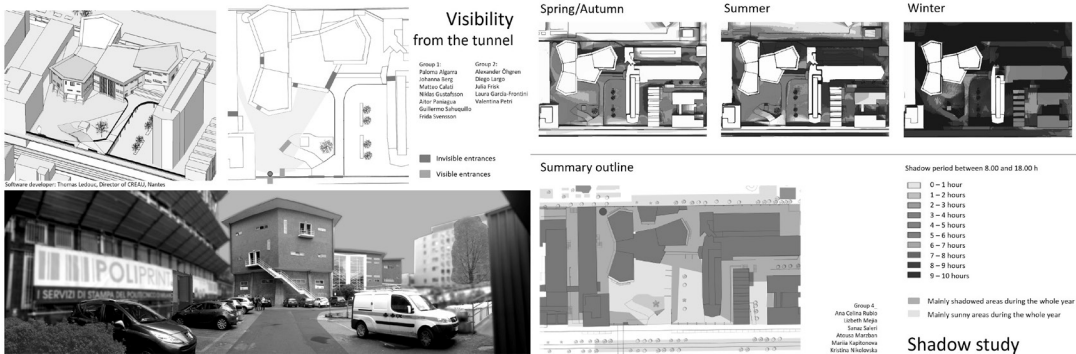 Visibility
from the tunnel
Group 1:
Paloma Algarra
Johanna Berg
Matteo Calati
Niklas Gustafsson
Aitor Paniagua
Guillermo Sahuquillo
Frida Svensson
Group 2:
Alexander Öhgren
Diego Largo
Julia Frisk
Laura García-Frontini
Valentina Petri
Invisible entrances
Visible entrances
Software developer: Thomas Leduc, Director of CREAU, Nantes
POLIPRINT
I SERVIZI DI STAMPA DEL POLITECNICO
Spring/Autumn
Summer
Winter
Summary outline
Shadow period between 8.00 and 18.00 h
0 – 1 hour
1 – 2 hours
2 – 3 hours
3 – 4 hours
4 – 5 hours
5 – 6 hours
6 – 7 hours
7 – 8 hours
8 – 9 hours
9 – 10 hours
Mainly shadowed areas during the whole year
Mainly sunny areas during the whole year
Group 4
Ana Celina Rubio
Lizbeth Mejia
Sanaz Saleri
Atousa Marzban
Mariia Kapitonova
Kristina Nikolovska
Shadow study